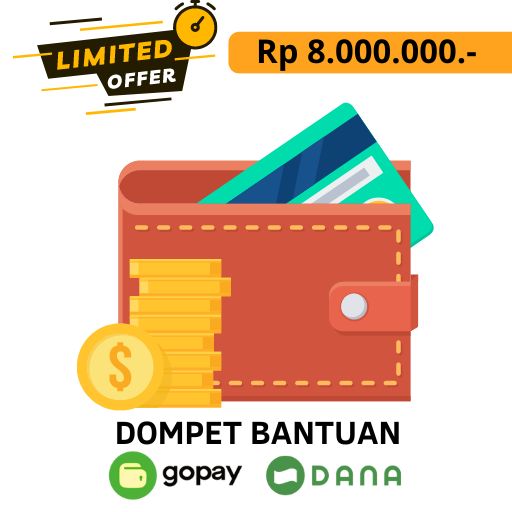 LIMITED
OFFER
Rp 8.000.000.-
$
DOMPET BANTUAN
gopay DANA